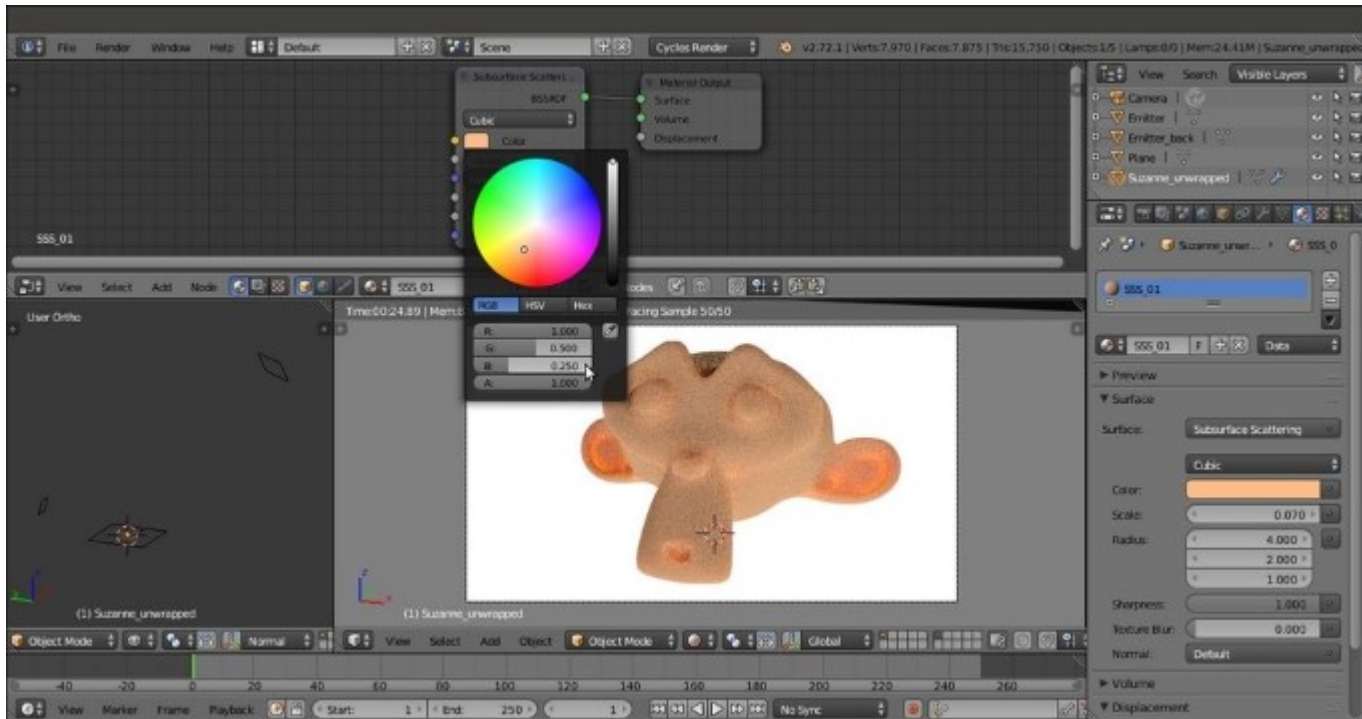 File Render Window Help Default Scene Cycles Render v2.72.1 | Verts:7,970 | Faces:7,875 | Tris:15,750 | Objects:1/5 | Lamps:0/0 | Mem:24.41M | Suzanne_unwrapped
Subsurface Scatteri...
BSSRDF
Cubic
Color
Material Output
Surface
Volume
Displacement
View Search Visible Layers
Camera
Emitter
Emitter_back
Plane
Suzanne_unwrapped
SSS_01
View Select Add Node SSS_01
RGB HSV Hex
R: 1.000
G: 0.500
B: 0.250
A: 1.000
User Ortho
Time:00:24.89 | Mem:
Sample 50/50
(1) Suzanne_unwrapped
(1) Suzanne_unwrapped
Object Mode Normal
View Select Add Object Object Mode Global
-40 -20 0 20 40 60 80 100 120 140 160 180 200 220 240 260
View Marker Frame Playback Start: 1 End: 250 1 No Sync
Suzanne_unwr... SSS_0
SSS_01
SSS_01 F Data
Preview
Surface
Surface: Subsurface Scattering
Cubic
Color:
Scale: 0.070
Radius: 4.000
2.000
1.000
Sharpness: 1.000
Texture Blur: 0.000
Normal: Default
Volume
Displacement